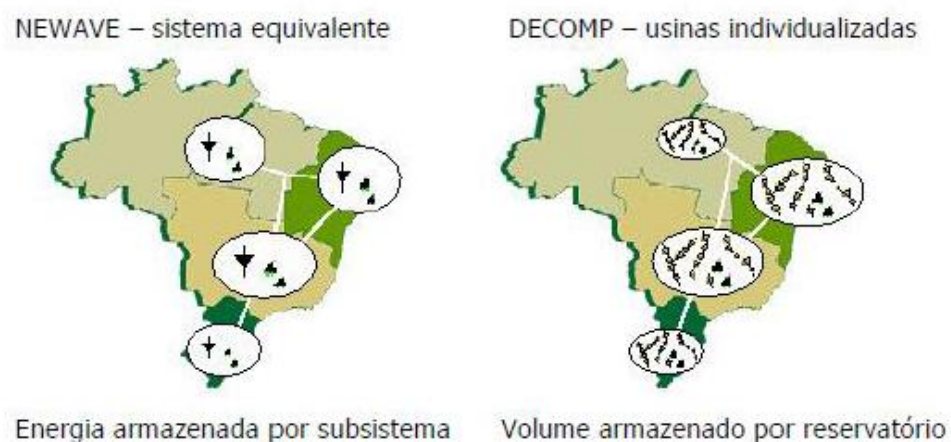 NEWAVE – sistema equivalente
DECOMP – usinas individualizadas
Energia armazenada por subsistema
Volume armazenado por reservatório